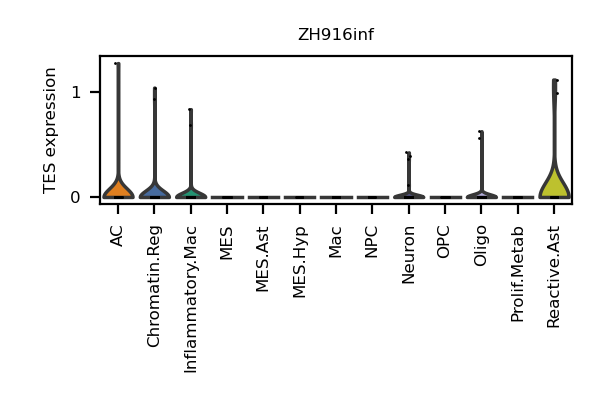 ZH916inf
TES expression
1
0
AC
Chromatin.Reg
Inflammatory.Mac
MES
MES.Ast
MES.Hyp
Mac
NPC
Neuron
OPC
Oligo
Prolif.Metab
Reactive.Ast